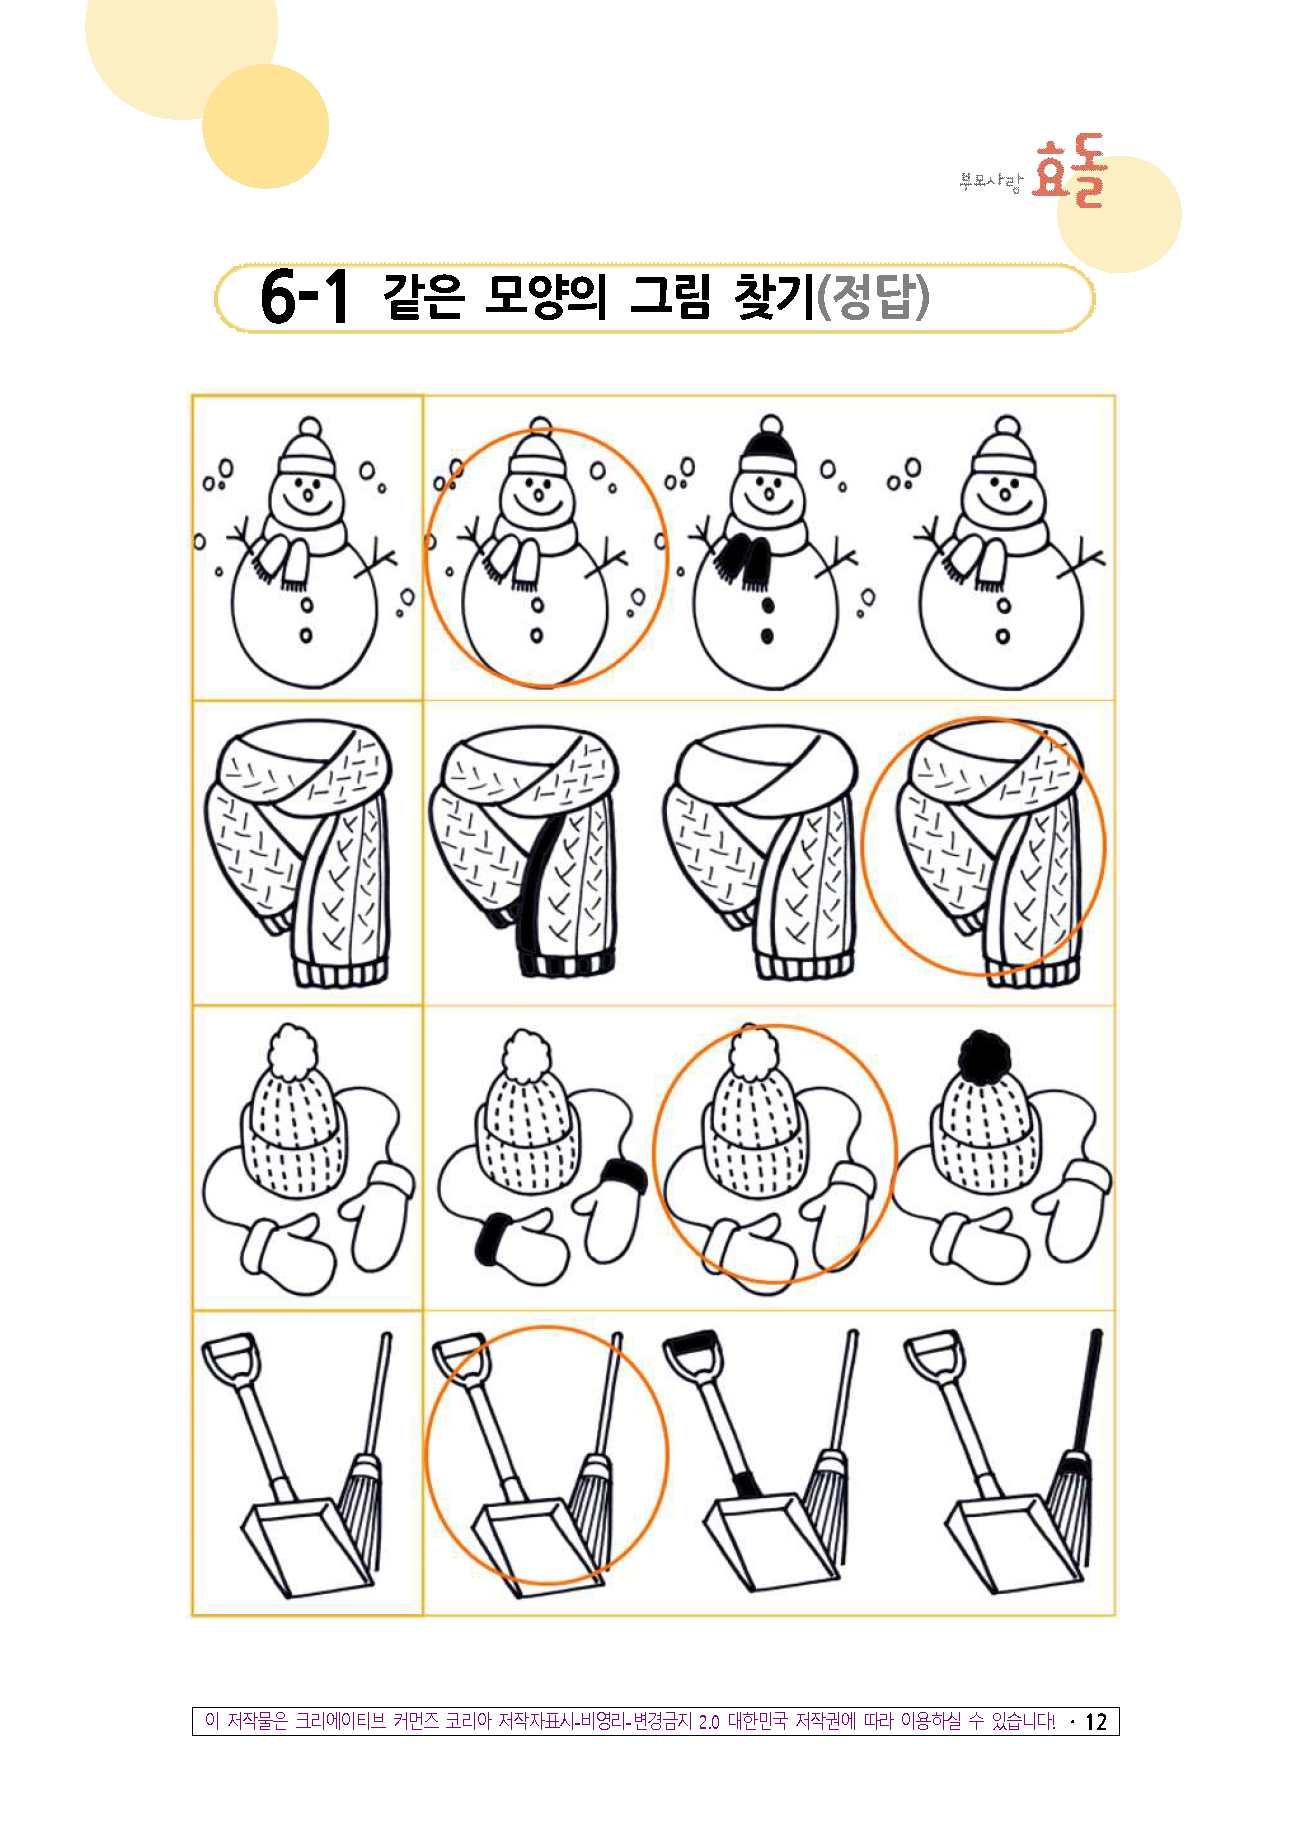 부모사랑 효돌
6-1 같은 모양의 그림 찾기(정답)
이 저작물은 크리에이티브 커먼즈 코리아 저작자표시-비영리-변경금지 2.0 대한민국 저작권에 따라 이용하실 수 있습니다! · 12